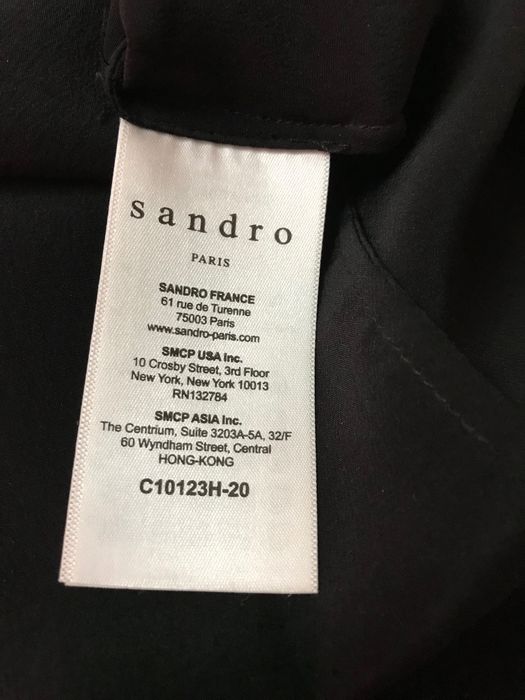 sandro
PARIS
SANDRO FRANCE
61 rue de Turenne
75003 Paris
www.sandro-paris.com
SMCP USA Inc.
10 Crosby Street, 3rd Floor
New York, New York 10013
RN132784
SMCP ASIA Inc.
The Centrium, Suite 3203A-5A, 32/F
60 Wyndham Street, Central
HONG-KONG
C10123H-20